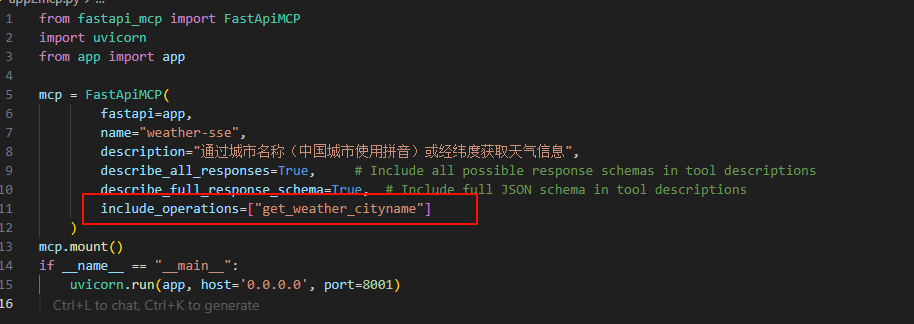 app2mcp.py > ...
1 from fastapi_mcp import FastApiMCP
2 import uvicorn
3 from app import app
4
5 mcp = FastApiMCP(
6 fastapi=app,
7 name="weather-sse",
8 description="通过城市名称（中国城市使用拼音）或经纬度获取天气信息",
9 describe_all_responses=True, # Include all possible response schemas in tool descriptions
10 describe_full_response_schema=True, # Include full JSON schema in tool descriptions
11 include_operations=["get_weather_cityname"]
12 )
13 mcp.mount()
14 if __name__ == "__main__":
15 uvicorn.run(app, host='0.0.0.0', port=8001)
16 Ctrl+L to chat, Ctrl+K to generate